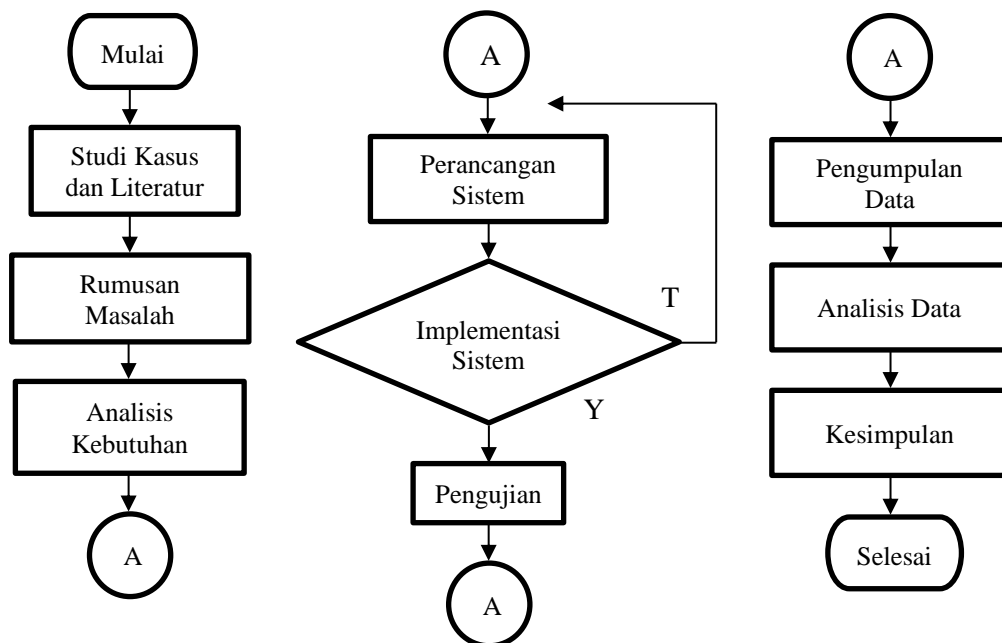 Mulai
Studi Kasus
dan Literatur
Rumusan
Masalah
Analisis
Kebutuhan
A
A
Perancangan
Sistem
Implementasi
Sistem
T
Y
Pengujian
A
A
Pengumpulan
Data
Analisis Data
Kesimpulan
Selesai